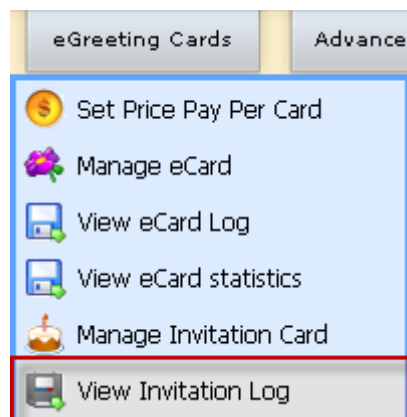 eGreeting Cards Advance
Set Price Pay Per Card
Manage eCard
View eCard Log
View eCard statistics
Manage Invitation Card
View Invitation Log